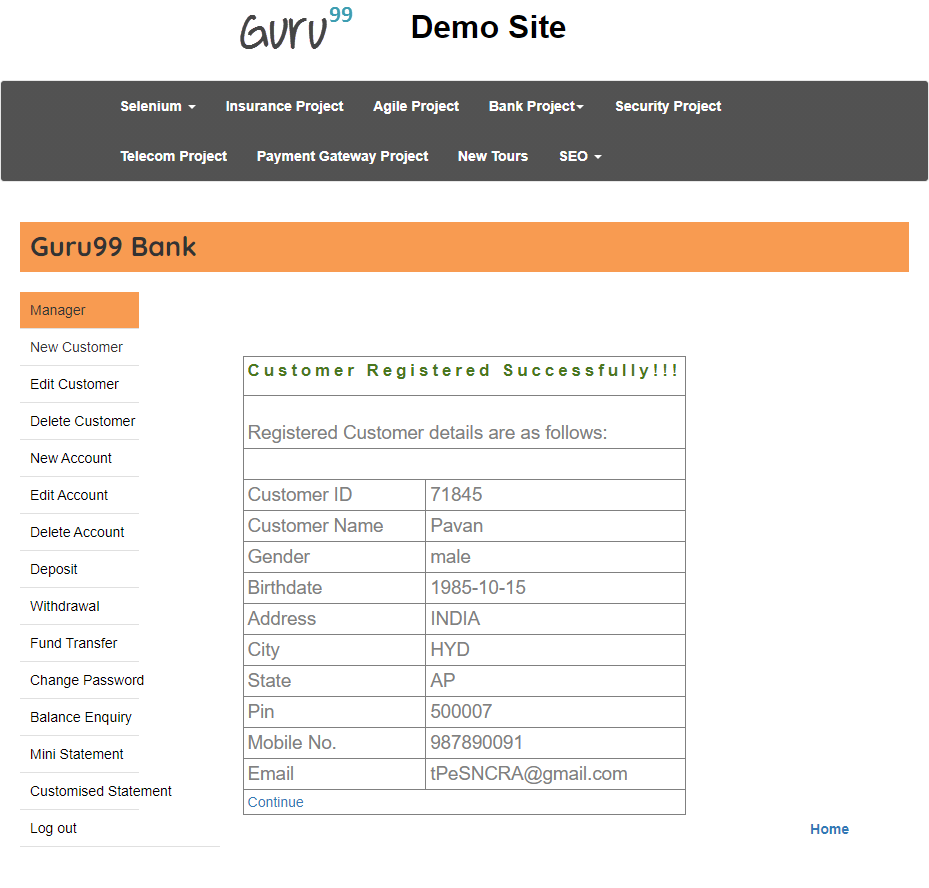 Guru99 Demo Site
Selenium Insurance Project Agile Project Bank Project Security Project
Telecom Project Payment Gateway Project New Tours SEO
Guru99 Bank
Manager
New Customer
Edit Customer
Delete Customer
New Account
Edit Account
Delete Account
Deposit
Withdrawal
Fund Transfer
Change Password
Balance Enquiry
Mini Statement
Customised Statement
Log out
Customer Registered Successfully!!!
Registered Customer details are as follows:
Customer ID 71845
Customer Name Pavan
Gender male
Birthdate 1985-10-15
Address INDIA
City HYD
State AP
Pin 500007
Mobile No. 987890091
Email tPeSNCRA@gmail.com
Continue
Home